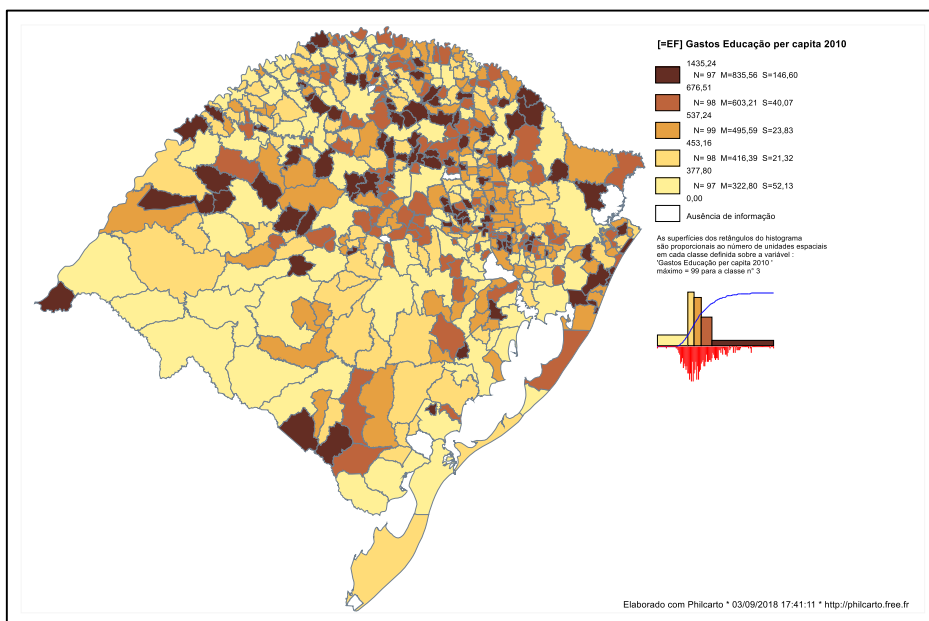 [=EF] Gastos Educação per capita 2010
1435,24
N= 97 M=835,56 S=146,60
676,51
N= 98 M=603,21 S=40,07
537,24
N= 99 M=495,59 S=23,83
453,16
N= 98 M=416,39 S=21,32
377,80
N= 97 M=322,80 S=52,13
0,00
Ausência de informação
As superfícies dos retângulos do histograma
são proporcionais ao número de unidades espaciais
em cada classe definida sobre a variável :
'Gastos Educação per capita 2010 '
máximo = 99 para a classe n° 3
Elaborado com Philcarto * 03/09/2018 17:41:11 * http://philcarto.free.fr